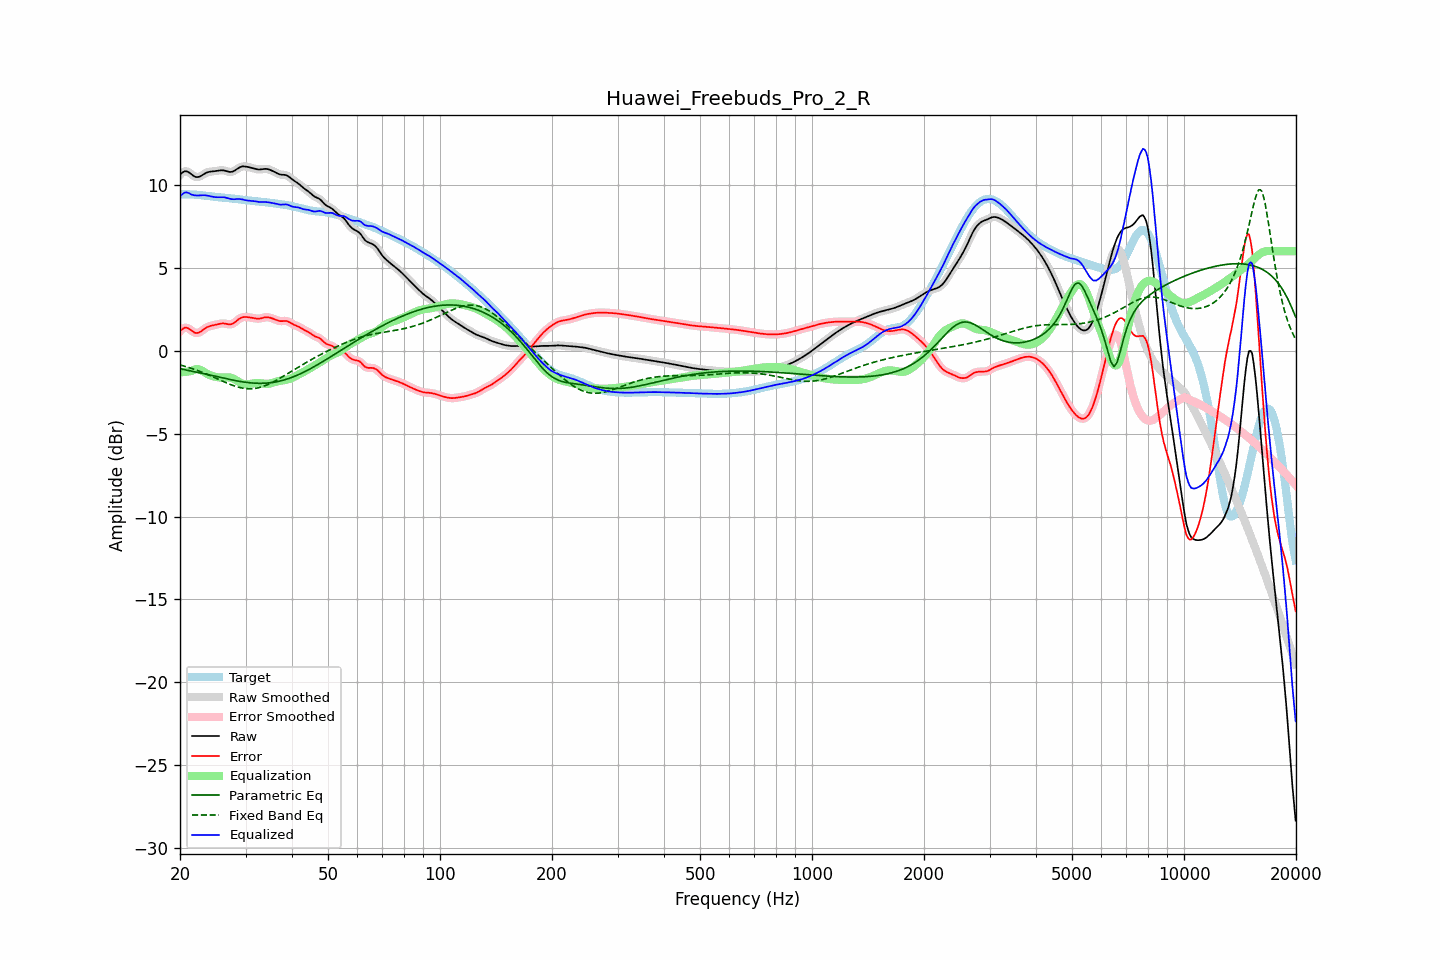 Huawei_Freebuds_Pro_2_R
Amplitude (dBr)
10
5
0
−5
−10
−15
−20
−25
−30
Target
Raw Smoothed
Error Smoothed
Raw
Error
Equalization
Parametric Eq
Fixed Band Eq
Equalized
20 50 100 200 500 1000 2000 5000 10000 20000
Frequency (Hz)